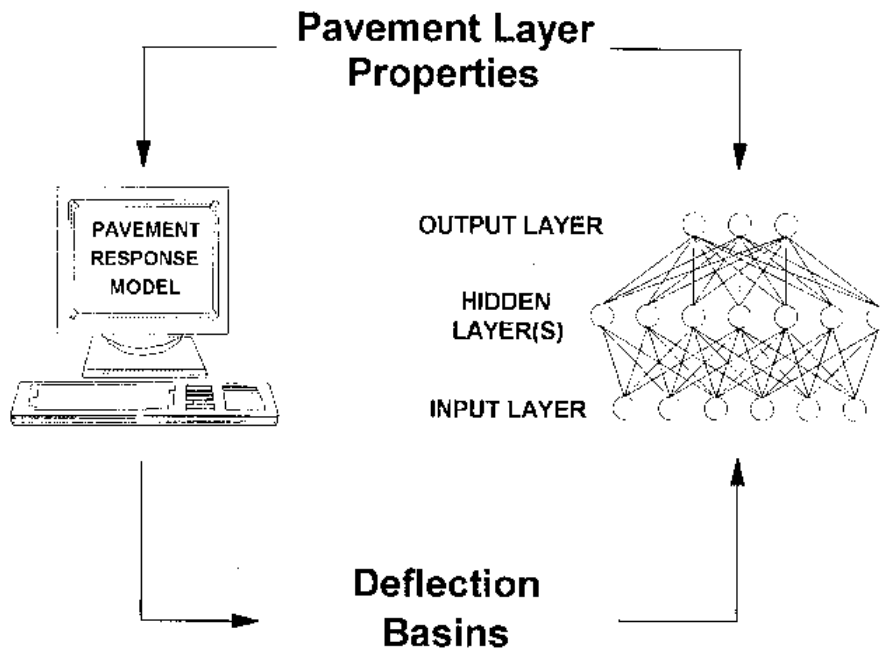 Pavement Layer
Properties
PAVEMENT
RESPONSE
MODEL
OUTPUT LAYER
HIDDEN
LAYER(S)
INPUT LAYER
Deflection
Basins